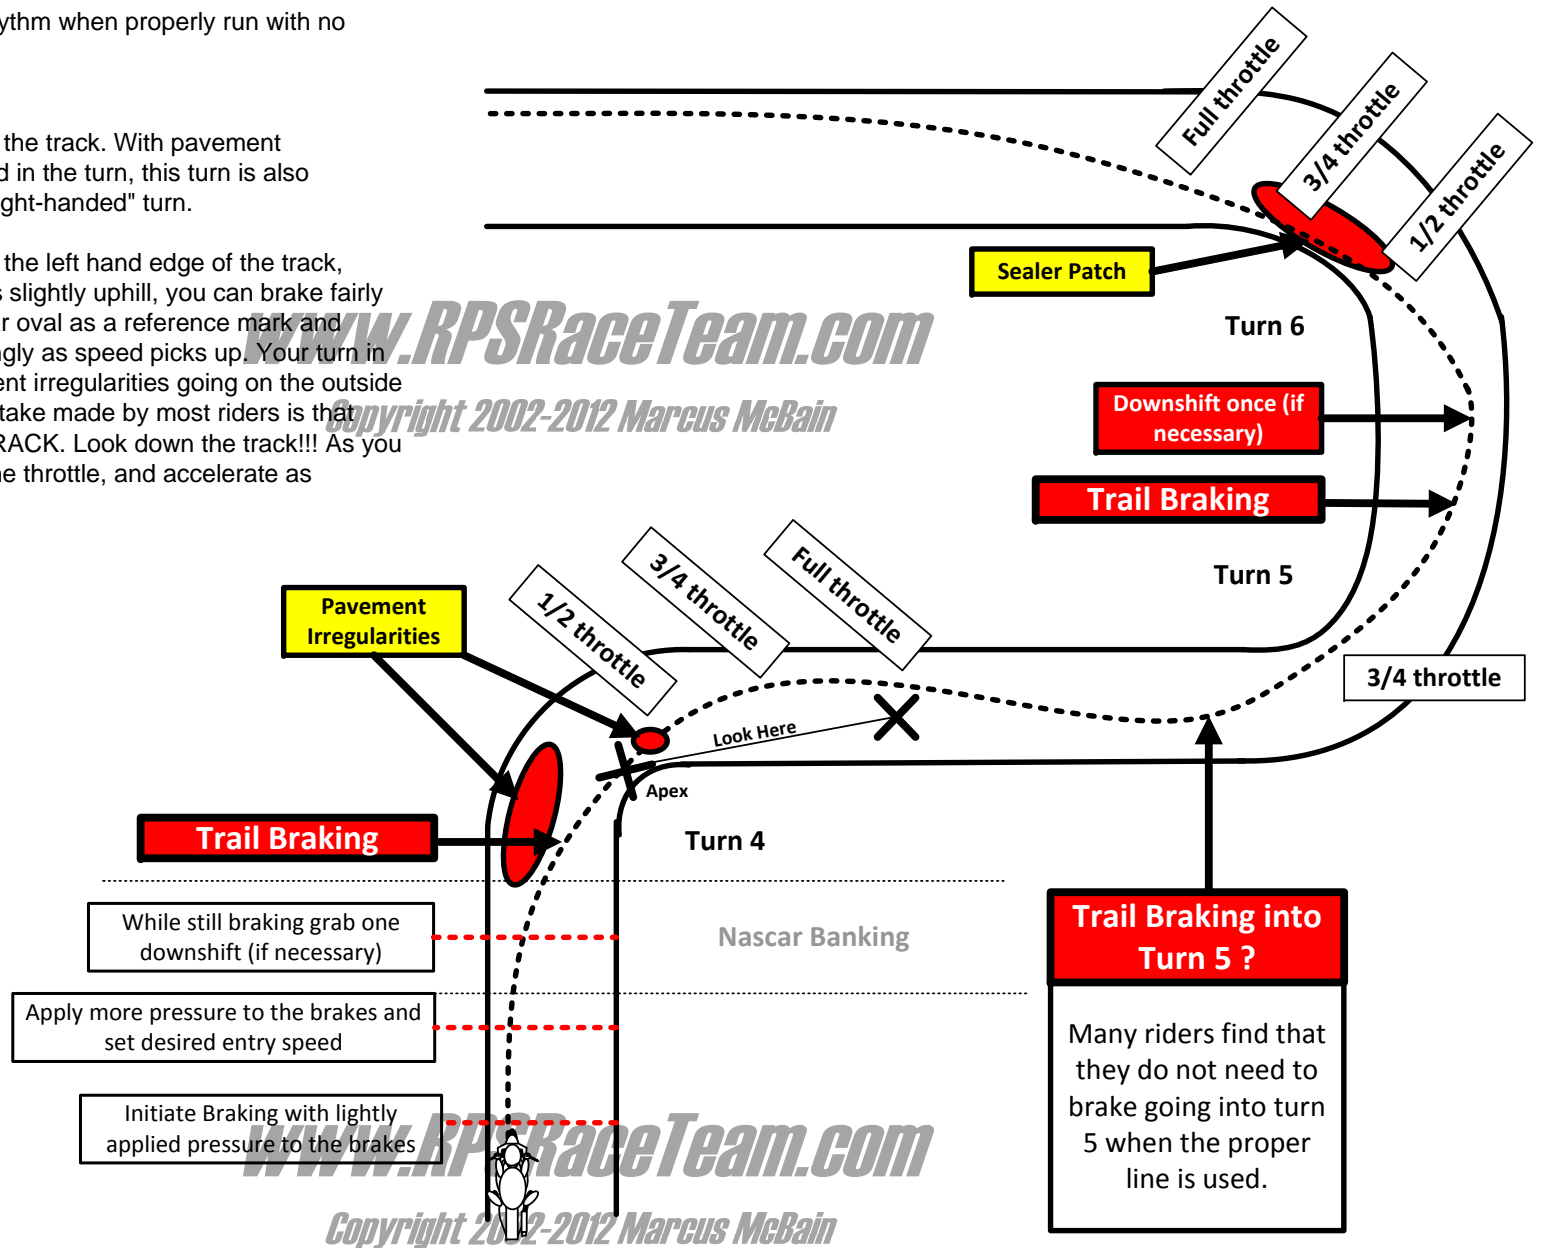 ythm when properly run with no
the track. With pavement
d in the turn, this turn is also
ght-handed" turn.
the left hand edge of the track,
s slightly uphill, you can brake fairly
r oval as a reference mark and
ngly as speed picks up. Your turn in
ent irregularities going on the outside
take made by most riders is that
RACK. Look down the track!!! As you
ne throttle, and accelerate as
www.RPSRaceTeam.com
Copyright 2002-2012 Marcus McBain
Full throttle
3/4 throttle
1/2 throttle
Sealer Patch
Turn 6
Downshift once (if
necessary)
Trail Braking
Turn 5
3/4 throttle
Pavement
Irregularities
1/2 throttle
3/4 throttle
Full throttle
Look Here
Apex
Turn 4
Trail Braking
While still braking grab one
downshift (if necessary)
Nascar Banking
Apply more pressure to the brakes and
set desired entry speed
Initiate Braking with lightly
applied pressure to the brakes
Trail Braking into
Turn 5 ?
Many riders find that
they do not need to
brake going into turn
5 when the proper
line is used.
www.RPSRaceTeam.com
Copyright 2002-2012 Marcus McBain